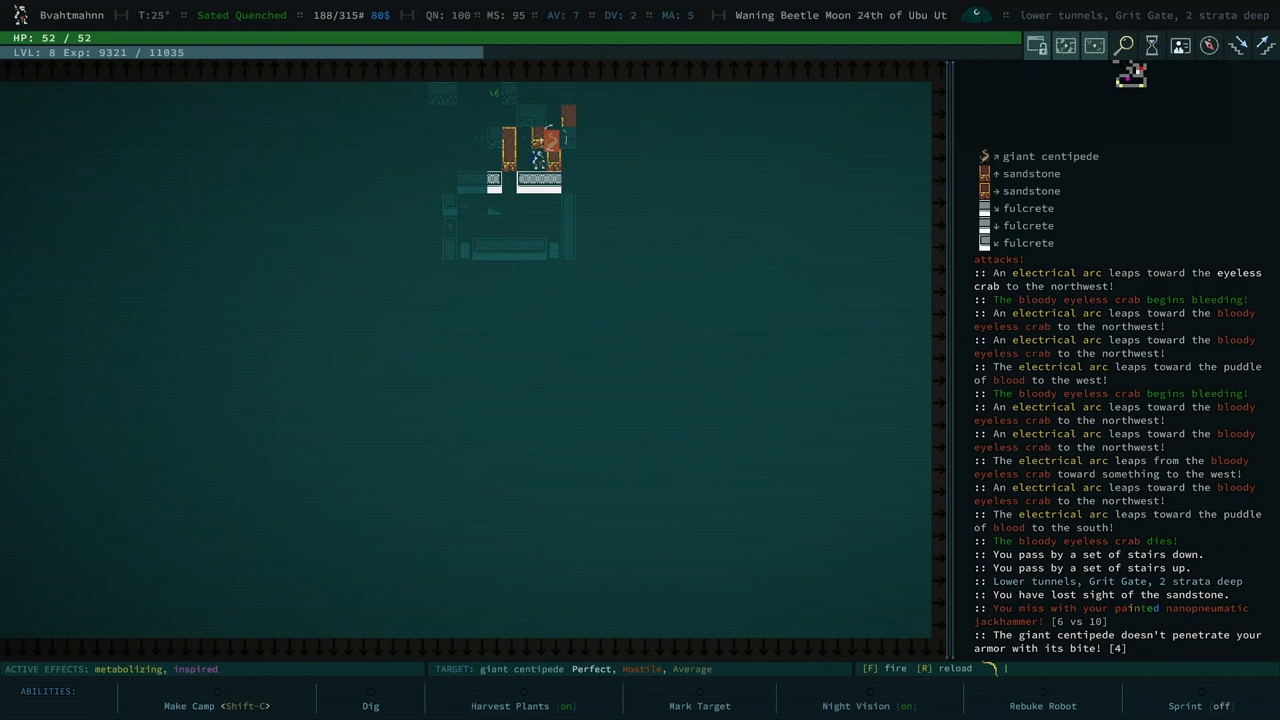 Bvahtmahnn T:25° Sated Quenched 188/315# 80$ QN: 100 MS: 95 AV: 7 DV: 2 MA: 5 Waning Beetle Moon 24th of Ubu Ut lower tunnels, Grit Gate, 2 strata deep
HP: 52 / 52
LVL: 8 Exp: 9321 / 11035
giant centipede
sandstone
sandstone
fulcrete
fulcrete
fulcrete
attacks!
:: An electrical arc leaps toward the eyeless
crab to the northwest!
:: The bloody eyeless crab begins bleeding!
:: An electrical arc leaps toward the bloody
eyeless crab to the northwest!
:: An electrical arc leaps toward the bloody
eyeless crab to the northwest!
:: The electrical arc leaps toward the puddle
of blood to the west!
:: The bloody eyeless crab begins bleeding!
:: An electrical arc leaps toward the bloody
eyeless crab to the northwest!
:: An electrical arc leaps toward the bloody
eyeless crab to the northwest!
:: The electrical arc leaps from the bloody
eyeless crab toward something to the west!
:: An electrical arc leaps toward the bloody
eyeless crab to the northwest!
:: The electrical arc leaps toward the puddle
of blood to the south!
:: The bloody eyeless crab dies!
:: You pass by a set of stairs down.
:: You pass by a set of stairs up.
:: Lower tunnels, Grit Gate, 2 strata deep
:: You have lost sight of the sandstone.
:: You miss with your painted nanopneumatic
jackhammer! [6 vs 10]
:: The giant centipede doesn't penetrate your
armor with its bite! [4]
ACTIVE EFFECTS: metabolizing, inspired TARGET: giant centipede Perfect, Hostile, Average [F] fire [R] reload
ABILITIES: Make Camp <Shift-C> Dig Harvest Plants [on] Mark Target Night Vision [on] Rebuke Robot Sprint [off]